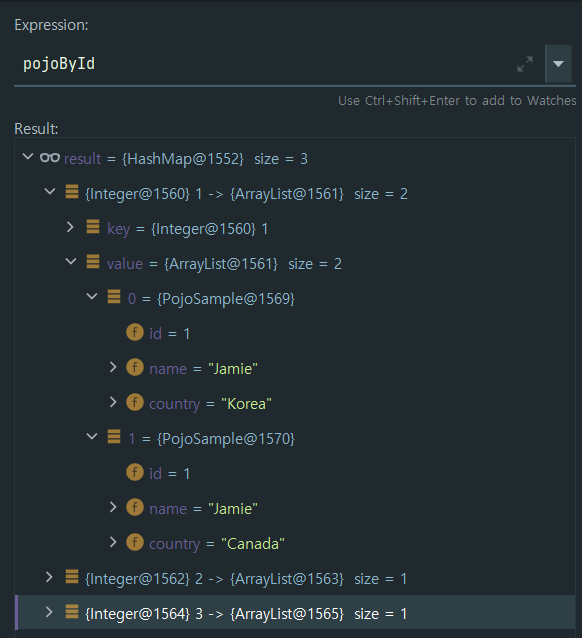 Expression:
pojoById
Use Ctrl+Shift+Enter to add to Watches
Result:
result = {HashMap@1552} size = 3
{Integer@1560} 1 -> {ArrayList@1561} size = 2
key = {Integer@1560} 1
value = {ArrayList@1561} size = 2
0 = {PojoSample@1569}
f id = 1
f name = "Jamie"
f country = "Korea"
1 = {PojoSample@1570}
f id = 1
f name = "Jamie"
f country = "Canada"
{Integer@1562} 2 -> {ArrayList@1563} size = 1
{Integer@1564} 3 -> {ArrayList@1565} size = 1